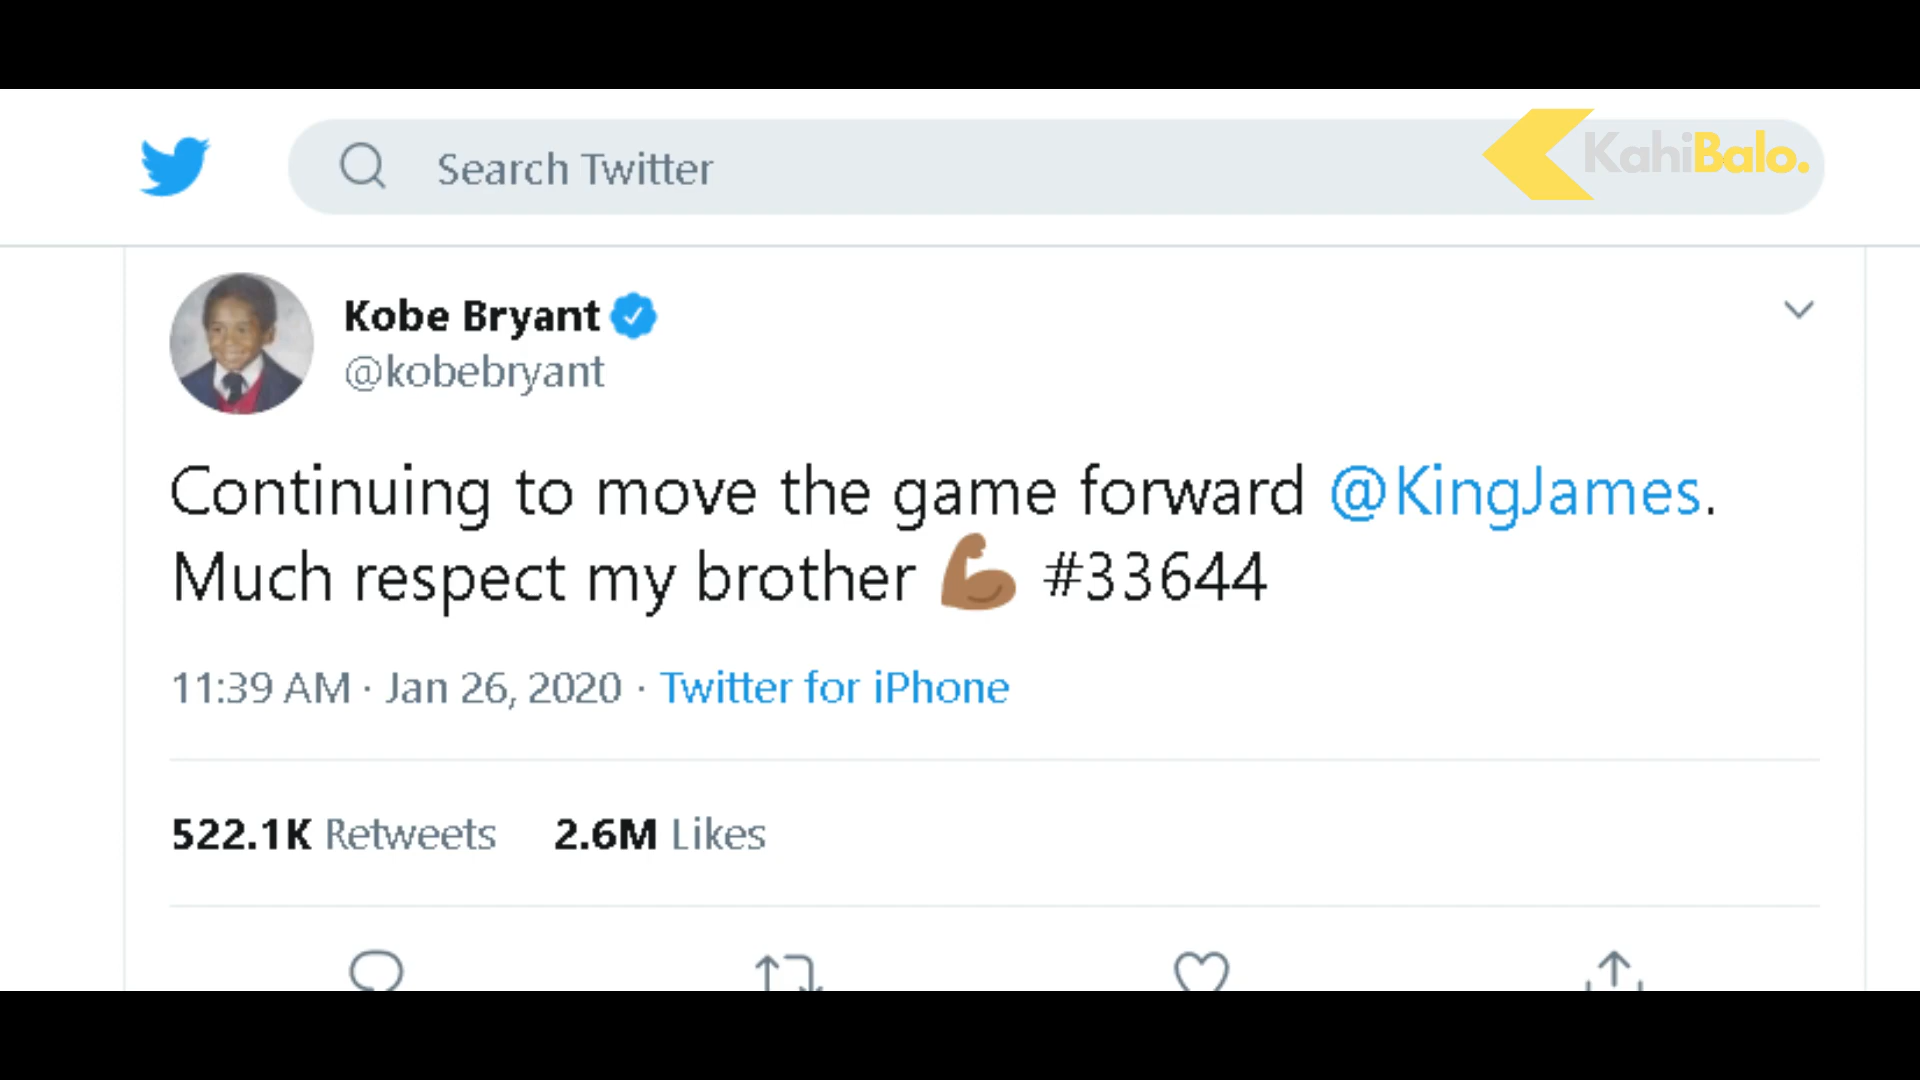 Search Twitter
KahiBalo.
Kobe Bryant
@kobebryant
Continuing to move the game forward @KingJames.
Much respect my brother 💪🏾 #33644
11:39 AM · Jan 26, 2020 · Twitter for iPhone
522.1K Retweets 2.6M Likes